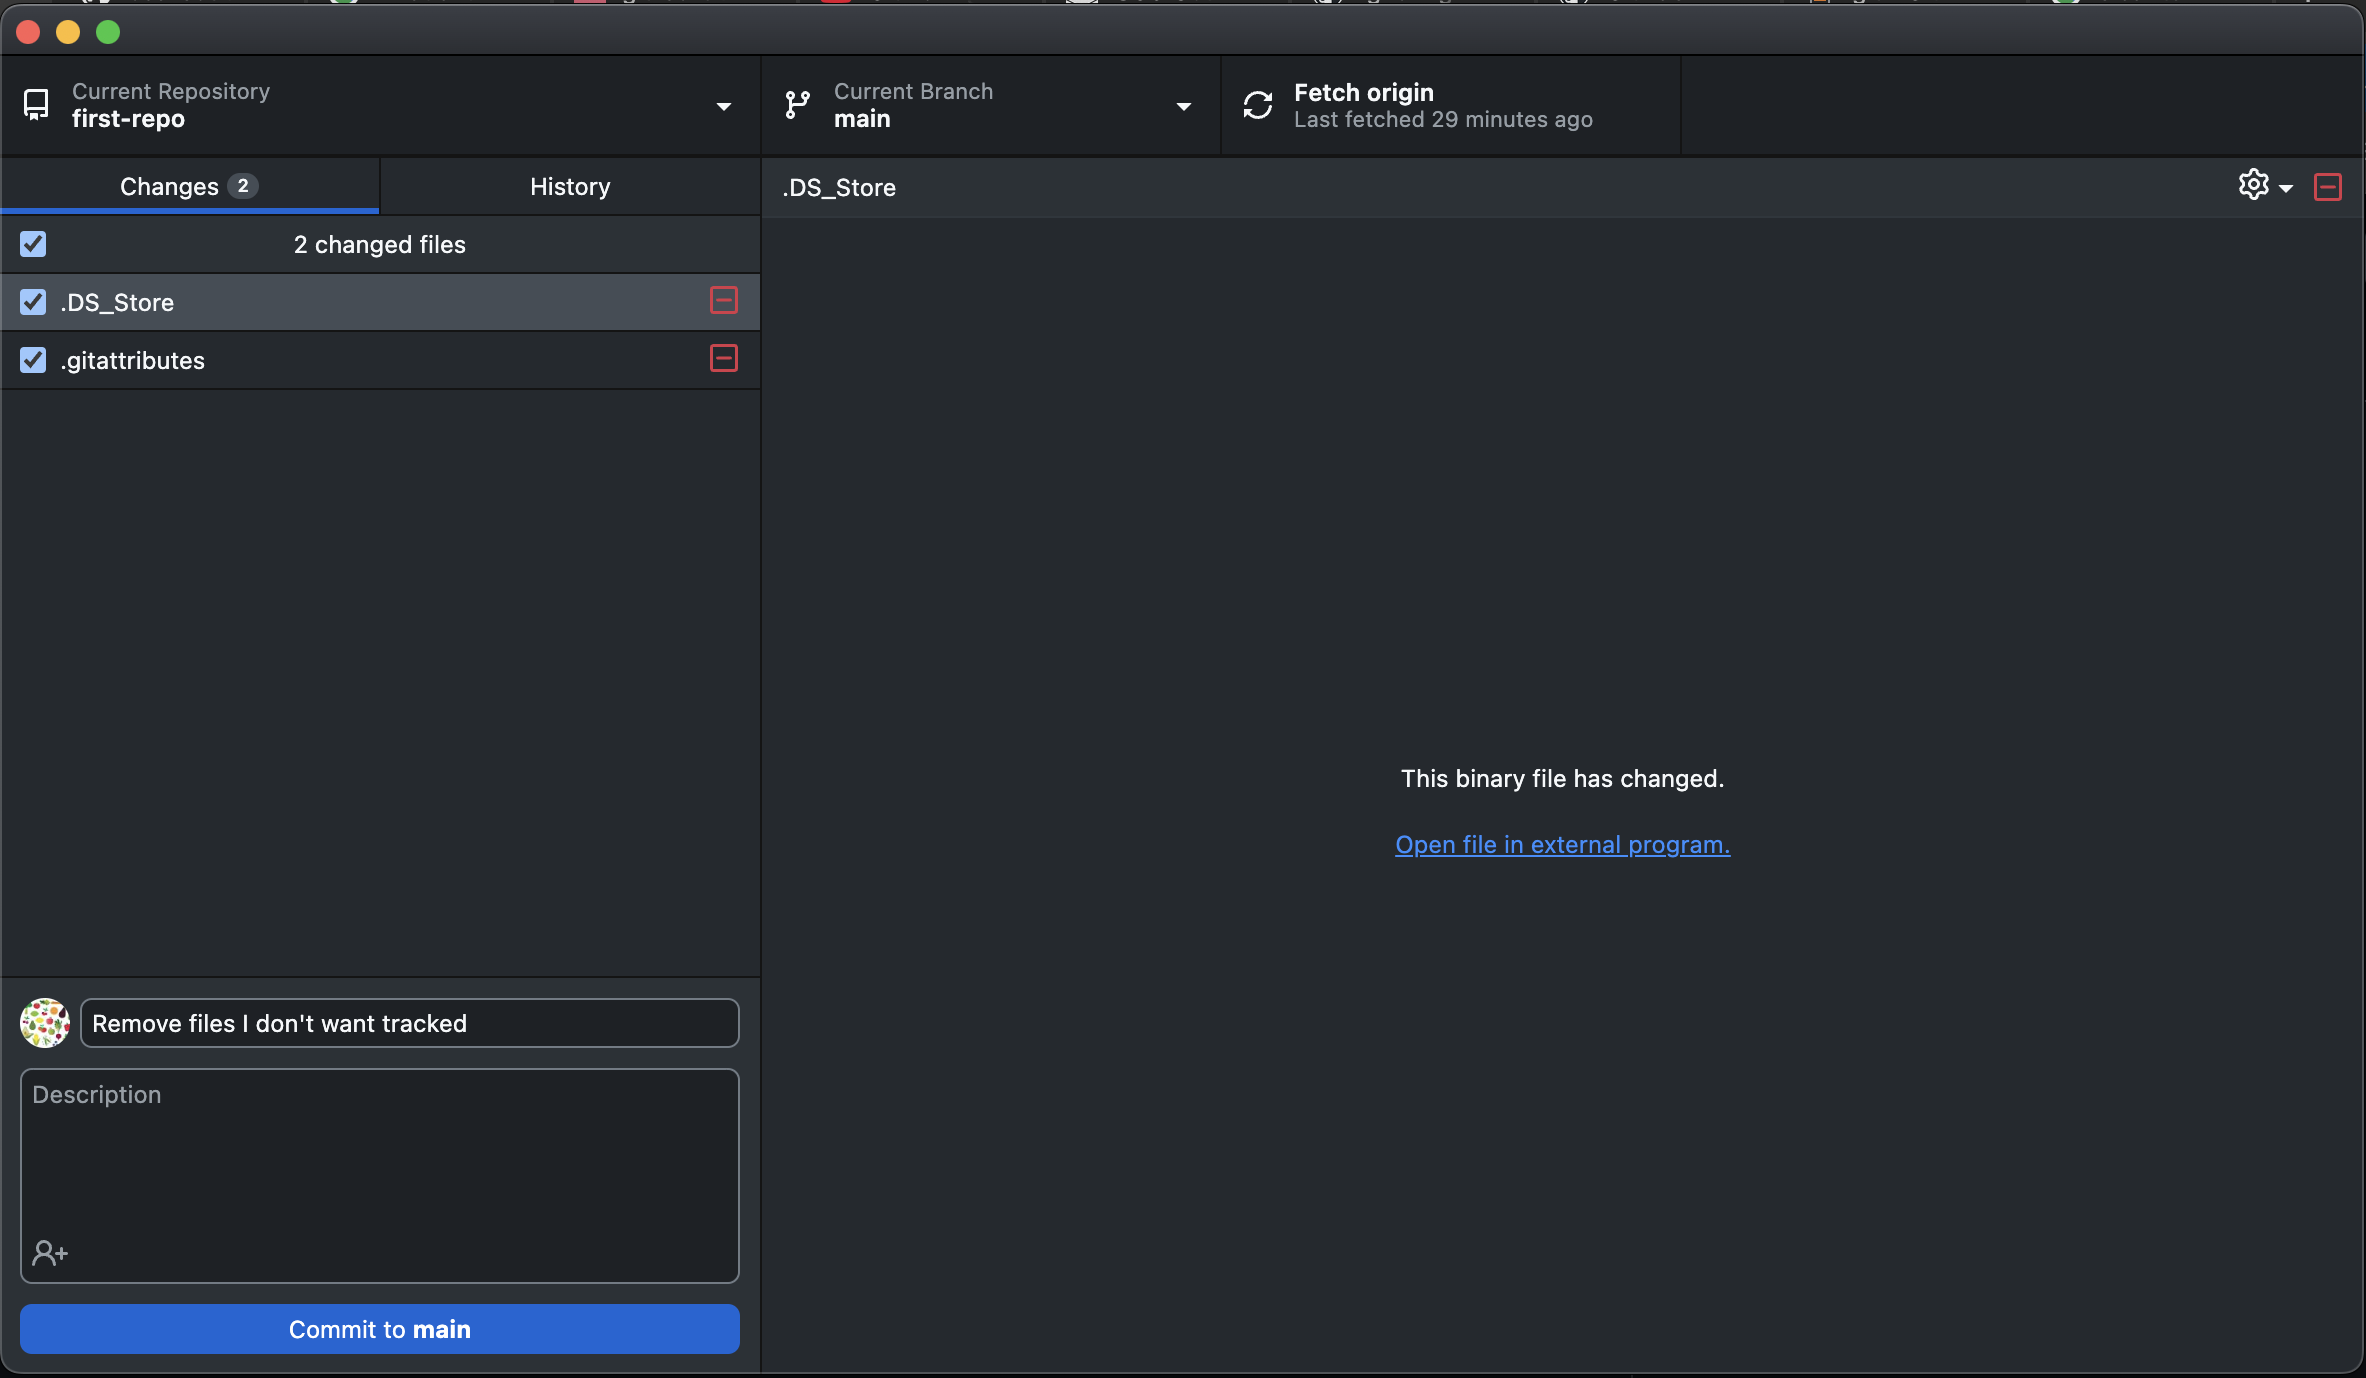 Current Repository
first-repo
Current Branch
main
Fetch origin
Last fetched 29 minutes ago
Changes 2
History
.DS_Store
2 changed files
.DS_Store
.gitattributes
This binary file has changed.
Open file in external program.
Remove files I don't want tracked
Description
Commit to main